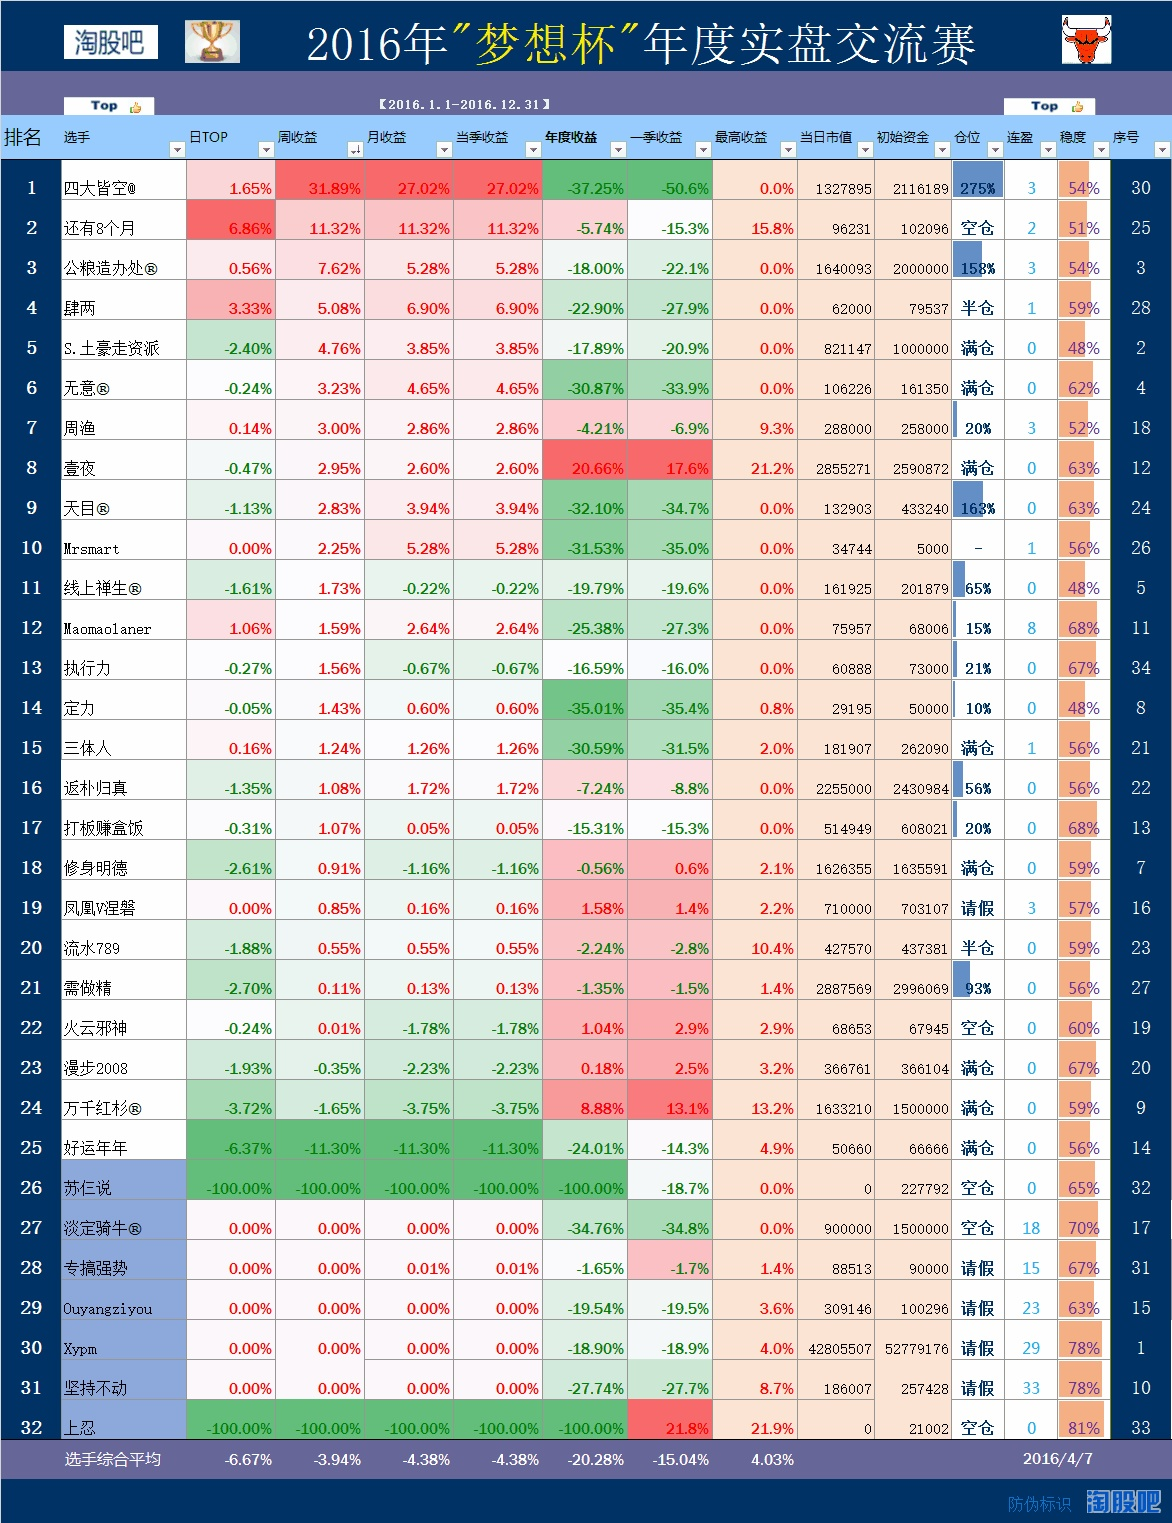 淘股吧
2016年"梦想杯"年度实盘交流赛
【2016.1.1-2016.12.31】
Top Top
排名 选手 日TOP 周收益 月收益 当季收益 年度收益 一季收益 最高收益 当日市值 初始资金 仓位 连盈 稳度 序号
1 四大皆空@ 1.65% 31.89% 27.02% 27.02% -37.25% -50.6% 0.0% 1327895 2116189 275% 3 54% 30
2 还有8个月 6.86% 11.32% 11.32% 11.32% -5.74% -15.3% 15.8% 96231 102096 空仓 2 51% 25
3 公粮造办处® 0.56% 7.62% 5.28% 5.28% -18.00% -22.1% 0.0% 1640093 2000000 158% 3 54% 3
4 肆两 3.33% 5.08% 6.90% 6.90% -22.90% -27.9% 0.0% 62000 79537 半仓 1 59% 28
5 S.土豪走资派 -2.40% 4.76% 3.85% 3.85% -17.89% -20.9% 0.0% 821147 1000000 满仓 0 48% 2
6 无意® -0.24% 3.23% 4.65% 4.65% -30.87% -33.9% 0.0% 106226 161350 满仓 0 62% 4
7 周渔 0.14% 3.00% 2.86% 2.86% -4.21% -6.9% 9.3% 288000 258000 20% 3 52% 18
8 壹夜 -0.47% 2.95% 2.60% 2.60% 20.66% 17.6% 21.2% 2855271 2590872 满仓 0 63% 12
9 天目® -1.13% 2.83% 3.94% 3.94% -32.10% -34.7% 0.0% 132903 433240 163% 0 63% 24
10 Mrsmart 0.00% 2.25% 5.28% 5.28% -31.53% -35.0% 0.0% 34744 5000 - 1 56% 26
11 线上禅生® -1.61% 1.73% -0.22% -0.22% -19.79% -19.6% 0.0% 161925 201879 65% 0 48% 5
12 Maomaolaner 1.06% 1.59% 2.64% 2.64% -25.38% -27.3% 0.0% 75957 68006 15% 8 68% 11
13 执行力 -0.27% 1.56% -0.67% -0.67% -16.59% -16.0% 0.0% 60888 73000 21% 0 67% 34
14 定力 -0.05% 1.43% 0.60% 0.60% -35.01% -35.4% 0.8% 29195 50000 10% 0 48% 8
15 三体人 0.16% 1.24% 1.26% 1.26% -30.59% -31.5% 2.0% 181907 262090 满仓 1 56% 21
16 返朴归真 -1.35% 1.08% 1.72% 1.72% -7.24% -8.8% 0.0% 2255000 2430984 56% 0 56% 22
17 打板赚盒饭 -0.31% 1.07% 0.05% 0.05% -15.31% -15.3% 0.0% 514949 608021 20% 0 68% 13
18 修身明德 -2.61% 0.91% -1.16% -1.16% -0.56% 0.6% 2.1% 1626355 1635591 满仓 0 59% 7
19 凤凰V涅磐 0.00% 0.85% 0.16% 0.16% 1.58% 1.4% 2.2% 710000 703107 请假 3 57% 16
20 流水789 -1.88% 0.55% 0.55% 0.55% -2.24% -2.8% 10.4% 427570 437381 半仓 0 59% 23
21 需做精 -2.70% 0.11% 0.13% 0.13% -1.35% -1.5% 1.4% 2887569 2996069 93% 0 56% 27
22 火云邪神 -0.24% 0.01% -1.78% -1.78% 1.04% 2.9% 2.9% 68653 67945 空仓 0 60% 19
23 漫步2008 -1.93% -0.35% -2.23% -2.23% 0.18% 2.5% 3.2% 366761 366104 满仓 0 67% 20
24 万千红杉® -3.72% -1.65% -3.75% -3.75% 8.88% 13.1% 13.2% 1633210 1500000 满仓 0 59% 9
25 好运年年 -6.37% -11.30% -11.30% -11.30% -24.01% -14.3% 4.9% 50660 66666 满仓 0 56% 14
26 苏仨说 -100.00% -100.00% -100.00% -100.00% -100.00% -18.7% 0.0% 0 227792 空仓 0 65% 32
27 淡定骑牛® 0.00% 0.00% 0.00% 0.00% -34.76% -34.8% 0.0% 900000 1500000 空仓 18 70% 17
28 专搞强势 0.00% 0.00% 0.01% 0.01% -1.65% -1.7% 1.4% 88513 90000 请假 15 67% 31
29 Ouyangziyou 0.00% 0.00% 0.00% 0.00% -19.54% -19.5% 3.6% 309146 100296 请假 23 63% 15
30 Xypm 0.00% 0.00% 0.00% 0.00% -18.90% -18.9% 4.0% 42805507 52779176 请假 29 78% 1
31 坚持不动 0.00% 0.00% 0.00% 0.00% -27.74% -27.7% 8.7% 186007 257428 请假 33 78% 10
32 上忍 -100.00% -100.00% -100.00% -100.00% -100.00% 21.8% 21.9% 0 21002 空仓 0 81% 33
选手综合平均 -6.67% -3.94% -4.38% -4.38% -20.28% -15.04% 4.03% 2016/4/7
防伪标识 淘股吧